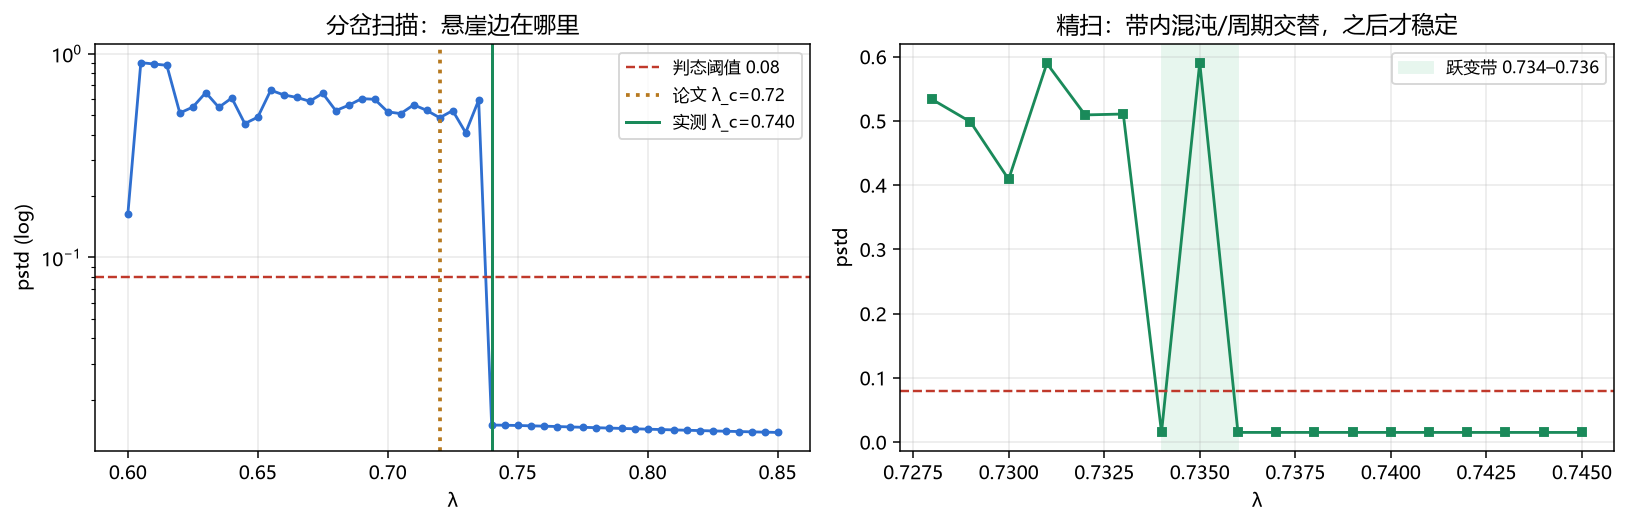 分岔扫描：悬崖边在哪里
10⁰
10⁻¹
pstd (log)
判态阈值 0.08
论文 λ_c=0.72
实测 λ_c=0.740
0.60
0.65
0.70
0.75
0.80
0.85
λ
精扫：带内混沌/周期交替，之后才稳定
0.6
0.5
0.4
0.3
0.2
0.1
0.0
pstd
跃变带 0.734–0.736
0.7275
0.7300
0.7325
0.7350
0.7375
0.7400
0.7425
0.7450
λ